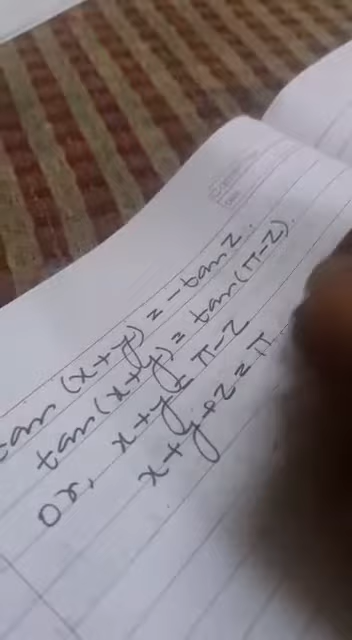 tan (x+y) = -tan z.
tan (x+y) = tan(π-z).
or, x+y = π-z
x+y+z = π